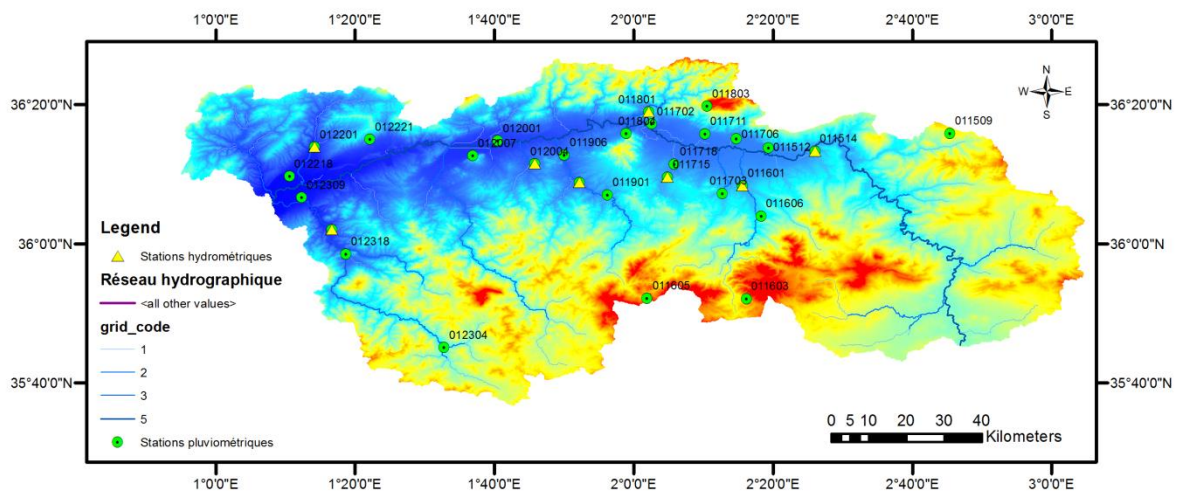 1°0'0"E 1°20'0"E 1°40'0"E 2°0'0"E 2°20'0"E 2°40'0"E 3°0'0"E
36°20'0"N 36°20'0"N
N
W E
S
011803
011801
011702
012201 012221 012001 011804 011711 011706 011509
012007 011906 011512 011514
012218 012004 011718
011715 011601
012309 011901 011703
011606
Legend
Stations hydrométriques
36°0'0"N 36°0'0"N
012318
Réseau hydrographique
<all other values>
011605 011603
grid_code
1
012304
2
35°40'0"N 35°40'0"N
3
5
0 5 10 20 30 40
Kilometers
Stations pluviométriques
1°0'0"E 1°20'0"E 1°40'0"E 2°0'0"E 2°20'0"E 2°40'0"E 3°0'0"E